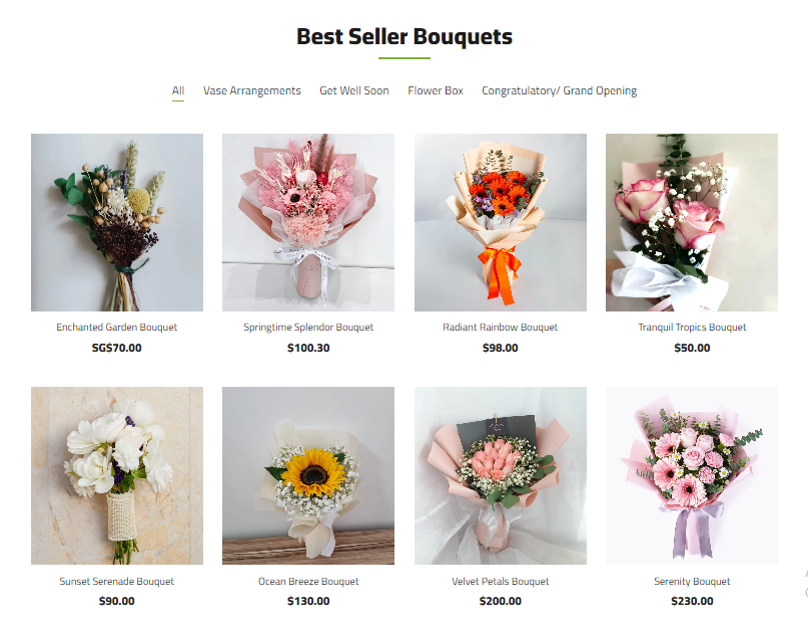 Best Seller Bouquets
All Vase Arrangements Get Well Soon Flower Box Congratulatory/ Grand Opening
Enchanted Garden Bouquet Springtime Splendor Bouquet Radiant Rainbow Bouquet Tranquil Tropics Bouquet
SG$70.00 $100.30 $98.00 $50.00
Sunset Serenade Bouquet Ocean Breeze Bouquet Velvet Petals Bouquet Serenity Bouquet
$90.00 $130.00 $200.00 $230.00